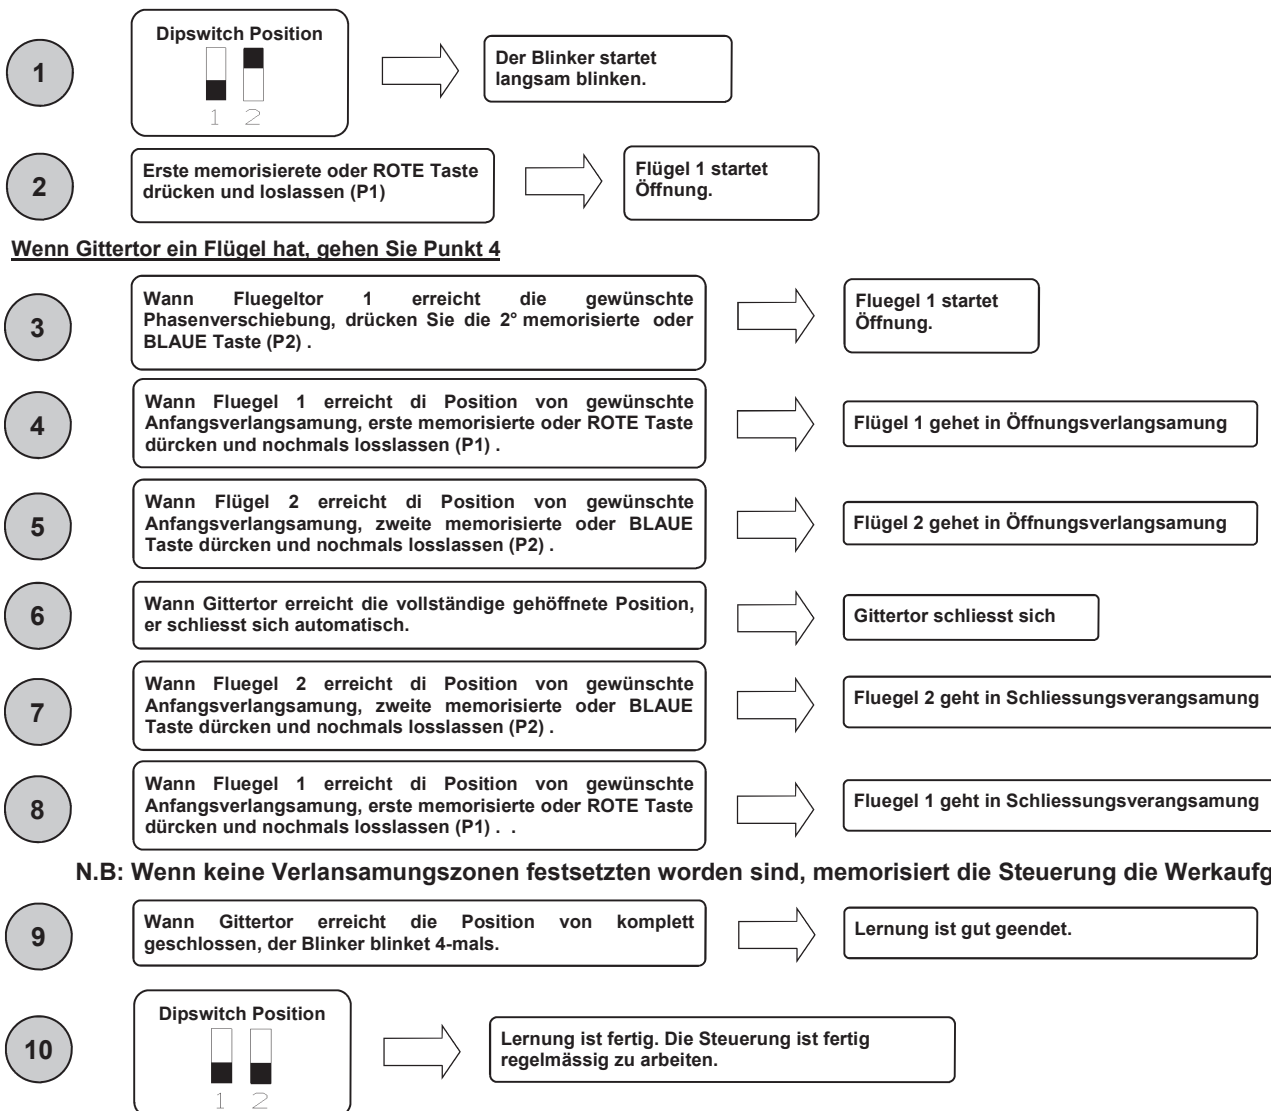 1
Dipswitch Position
1 2
Der Blinker startet
langsam blinken.
2
Erste memorisierete oder ROTE Taste
drücken und loslassen (P1)
Flügel 1 startet
Öffnung.
Wenn Gittertor ein Flügel hat, gehen Sie Punkt 4
3
Wann Fluegeltor 1 erreicht die gewünschte
Phasenverschiebung, drücken Sie die 2° memorisierte oder
BLAUE Taste (P2) .
Fluegel 1 startet
Öffnung.
4
Wann Fluegel 1 erreicht di Position von gewünschte
Anfangsverlangsamung, erste memorisierte oder ROTE Taste
dürcken und nochmals losslassen (P1) .
Flügel 1 gehet in Öffnungsverlangsamung
5
Wann Flügel 2 erreicht di Position von gewünschte
Anfangsverlangsamung, zweite memorisierte oder BLAUE
Taste dürcken und nochmals losslassen (P2) .
Flügel 2 gehet in Öffnungsverlangsamung
6
Wann Gittertor erreicht die vollständige gehöffnete Position,
er schliesst sich automatisch.
Gittertor schliesst sich
7
Wann Fluegel 2 erreicht di Position von gewünschte
Anfangsverlangsamung, zweite memorisierte oder BLAUE
Taste dürcken und nochmals losslassen (P2) .
Fluegel 2 geht in Schliessungsverangsamung
8
Wann Fluegel 1 erreicht di Position von gewünschte
Anfangsverlangsamung, erste memorisierte oder ROTE Taste
dürcken und nochmals losslassen (P1) . .
Fluegel 1 geht in Schliessungsverangsamung
N.B: Wenn keine Verlansamungszonen festsetzten worden sind, memorisiert die Steuerung die Werkaufg
9
Wann Gittertor erreicht die Position von komplett
geschlossen, der Blinker blinket 4-mals.
Lernung ist gut geendet.
10
Dipswitch Position
1 2
Lernung ist fertig. Die Steuerung ist fertig
regelmässig zu arbeiten.